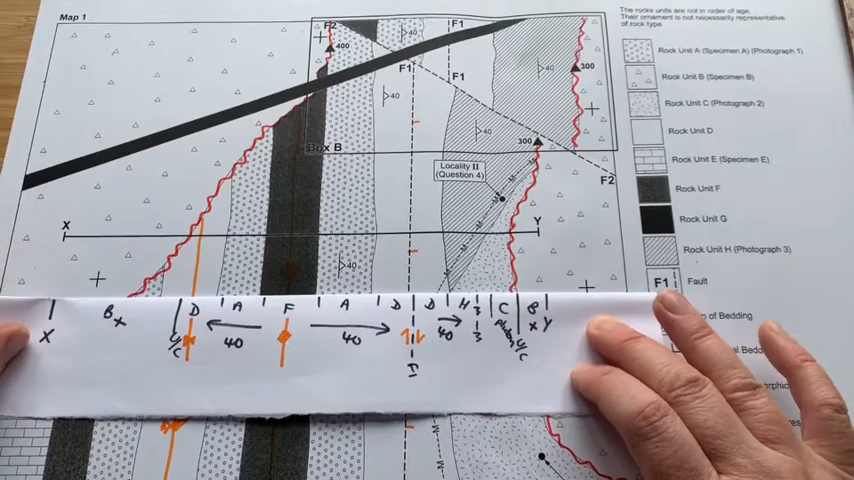 Map 1
The rocks units are not in order of age.
Their ornament is not necessarily representative
of rock type
Rock Unit A (Specimen A) (Photograph 1)
Rock Unit B (Specimen B)
Rock Unit C (Photograph 2)
Rock Unit D
Rock Unit E (Specimen E)
Rock Unit F
Rock Unit G
Rock Unit H (Photograph 3)
F1 Fault
of Bedding
F2
400
40
F1
F1
F1
40
40
300
40
300
Box B
Locality II
(Question 4)
M
M
M
M
F2
X
Y
40
X
B
X
U/C
D
A
F
A
D
D
H
C
B
X
Y
40
40
40
F1
U/C
M